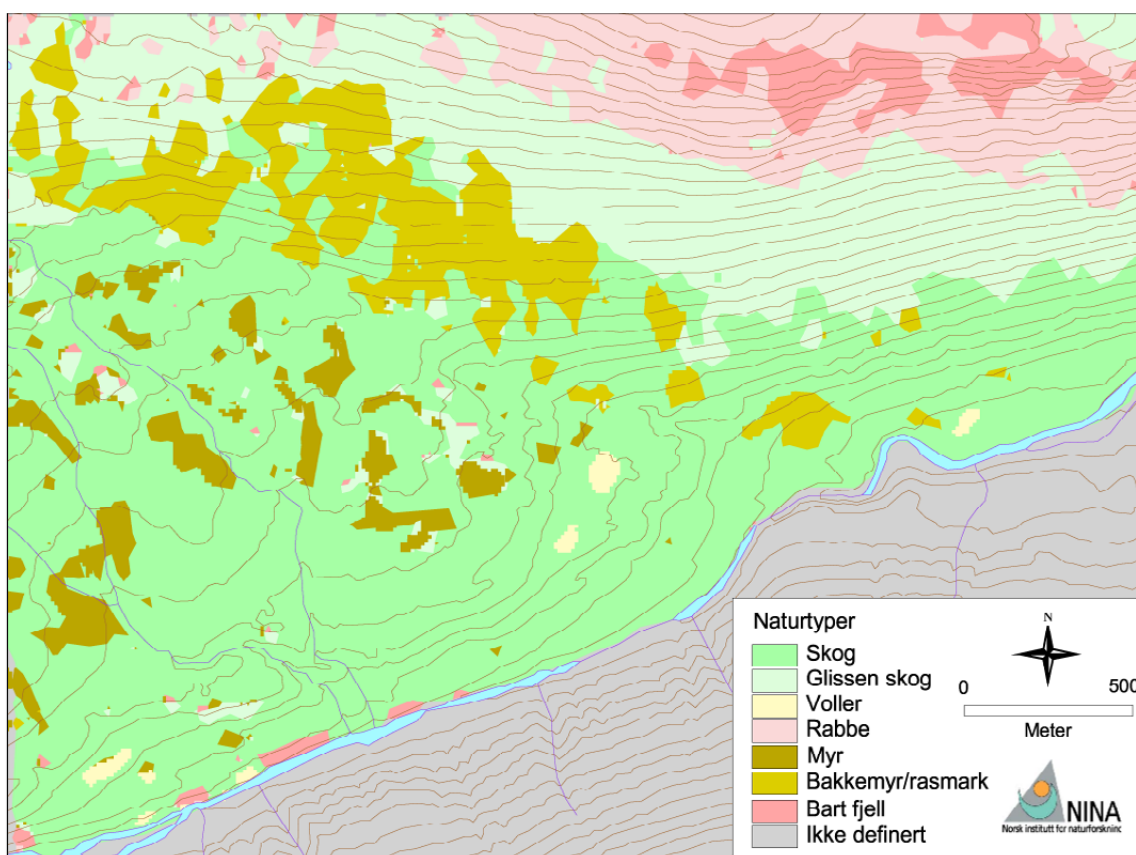 Naturtyper
Skog
Glissen skog
Voller
Rabbe
Myr
Bakkemyr/rasmark
Bart fjell
Ikke definert
N
0 500
Meter
NINA
Norsk institutt for naturforskning